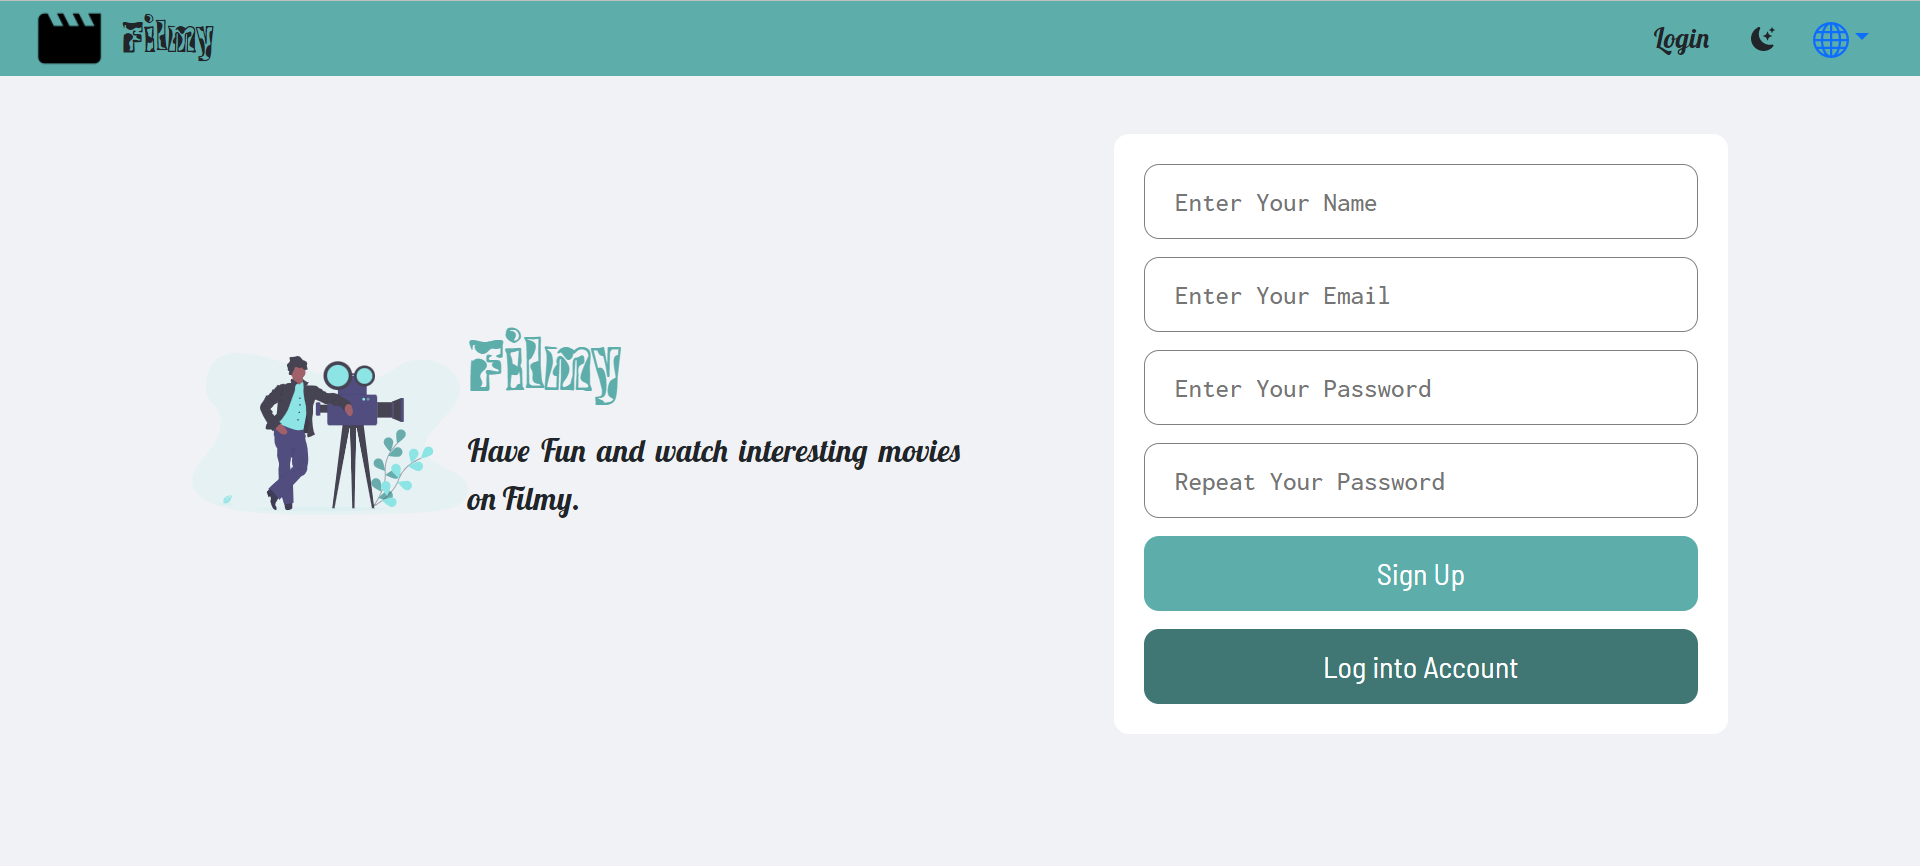 Filmy
Login
Filmy
Have Fun and watch interesting movies
on Filmy.
Enter Your Name
Enter Your Email
Enter Your Password
Repeat Your Password
Sign Up
Log into Account